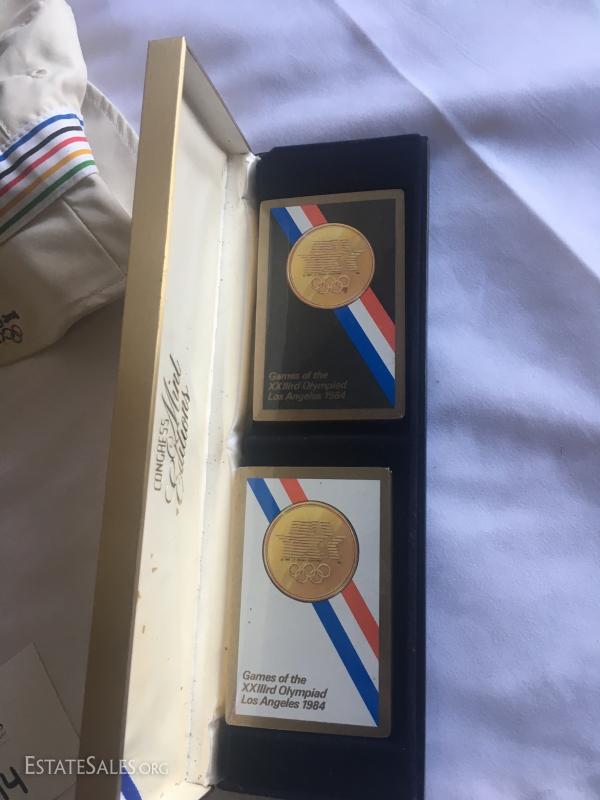 CONGRESS
Mint
Editions
Games of the
XXIIIrd Olympiad
Los Angeles 1984
Games of the
XXIIIrd Olympiad
Los Angeles 1984
ESTATESALES.ORG